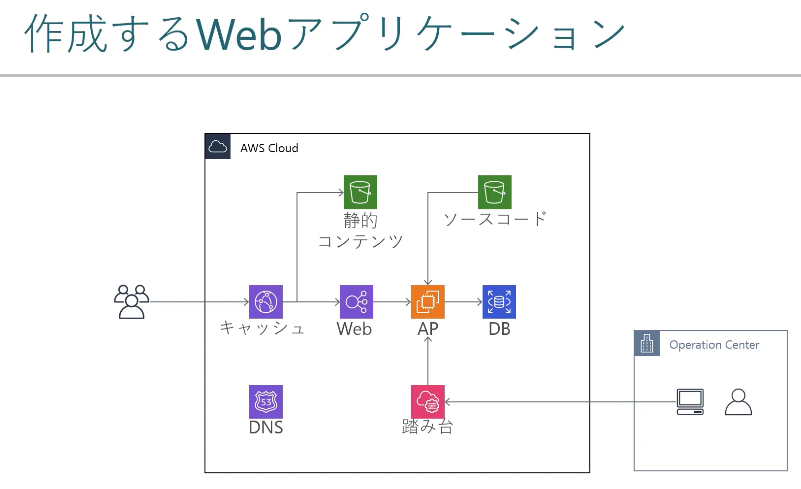 作成するWebアプリケーション
AWS Cloud
静的
コンテンツ
ソースコード
キャッシュ
Web
AP
DB
Operation Center
53
DNS
踏み台